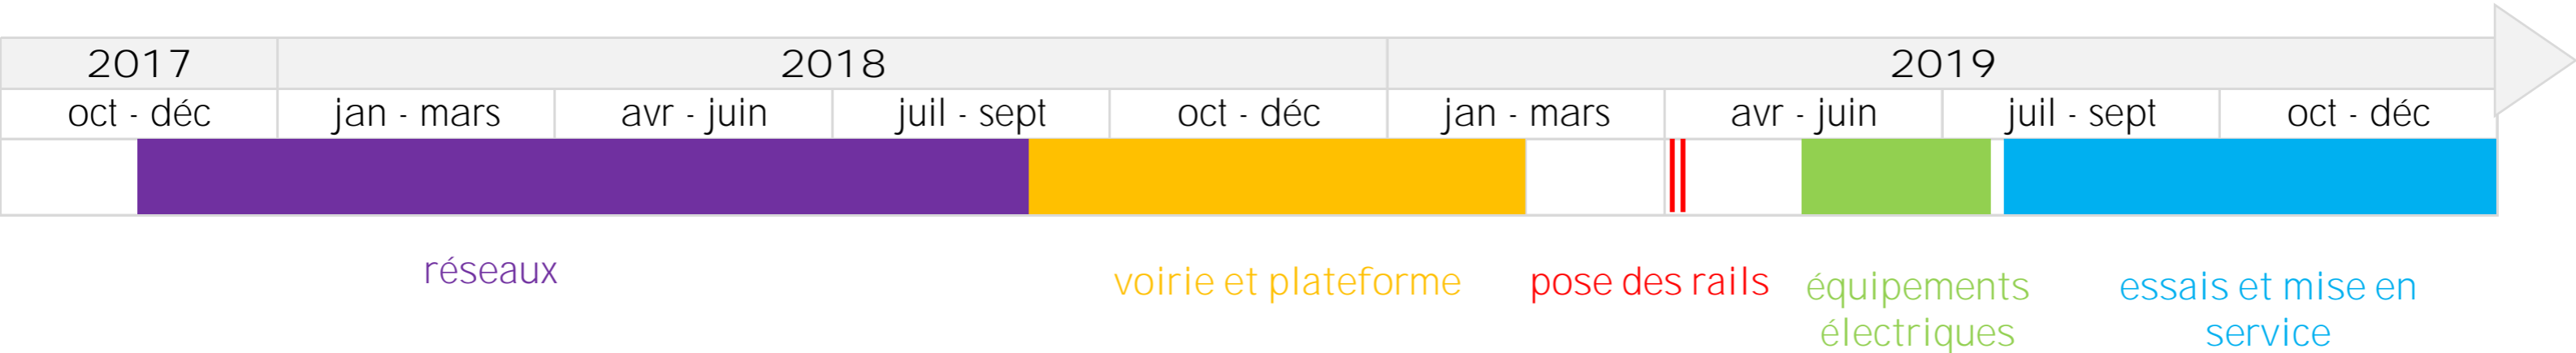 2017 2018 2019
oct - déc jan - mars avr - juin juil - sept oct - déc jan - mars avr - juin juil - sept oct - déc
réseaux
voirie et plateforme
pose des rails
équipements
électriques
essais et mise en
service